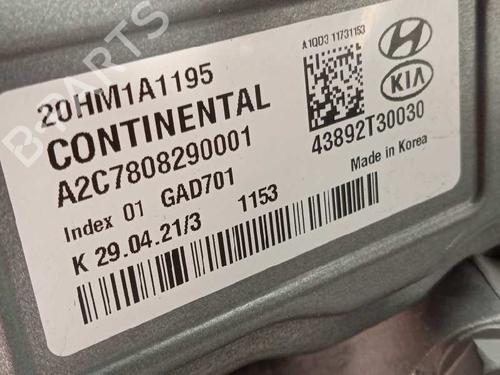 20HM1A1195
CONTINENTAL
A2C7808290001
Index 01 GAD701
K 29.04.21/3 1153
A1QD3 11731153
KIA
43892T30030
Made in Korea
B-PARTS